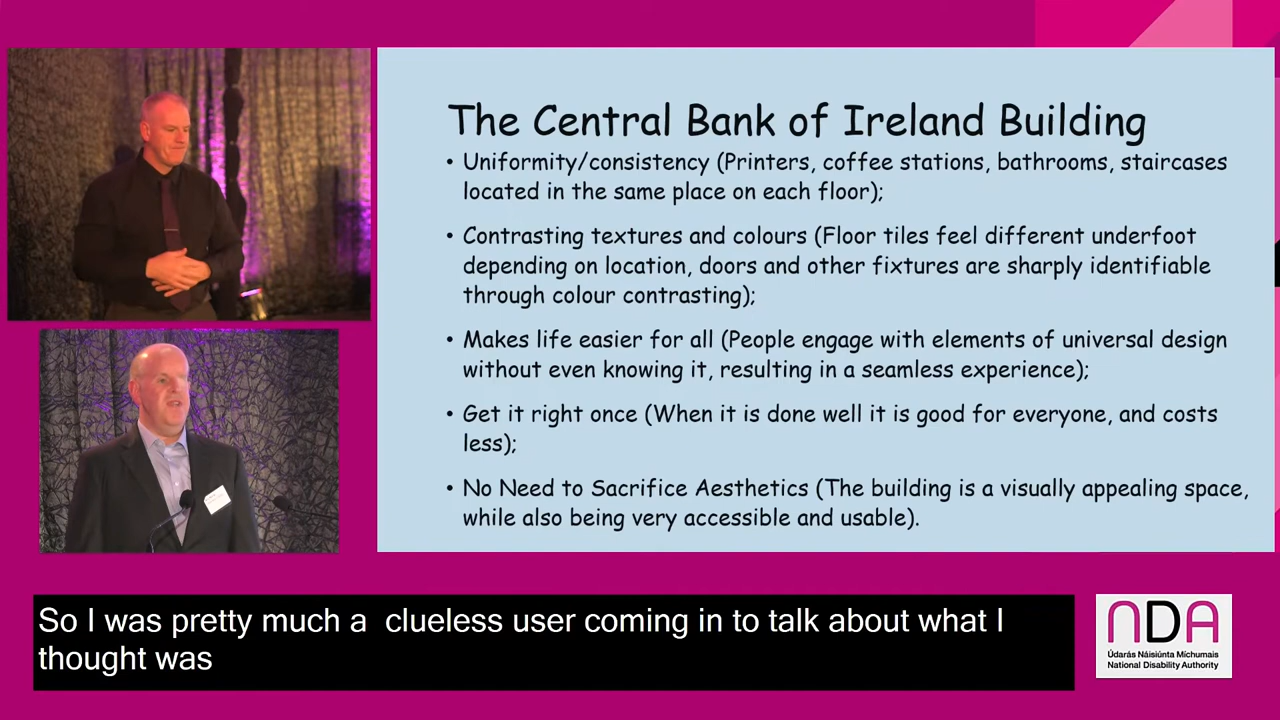 The Central Bank of Ireland Building
• Uniformity/consistency (Printers, coffee stations, bathrooms, staircases
located in the same place on each floor);
• Contrasting textures and colours (Floor tiles feel different underfoot
depending on location, doors and other fixtures are sharply identifiable
through colour contrasting);
• Makes life easier for all (People engage with elements of universal design
without even knowing it, resulting in a seamless experience);
• Get it right once (When it is done well it is good for everyone, and costs
less);
• No Need to Sacrifice Aesthetics (The building is a visually appealing space,
while also being very accessible and usable).
So I was pretty much a  clueless user coming in to talk about what I
thought was
NDA
Údarás Náisiúnta Míchumais
National Disability Authority